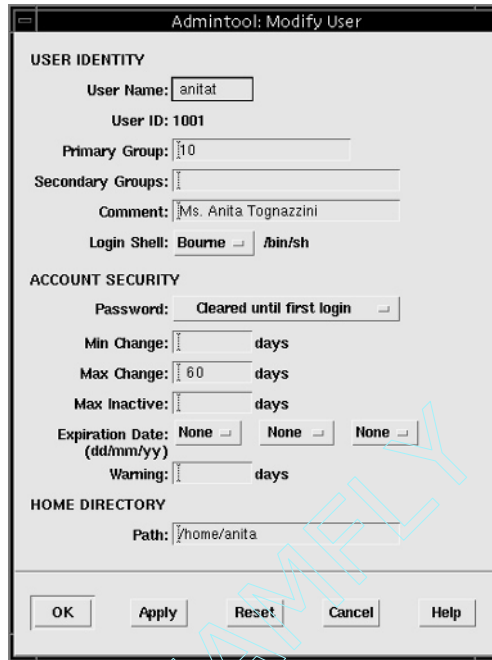 Admintool: Modify User
USER IDENTITY
User Name: anitat
User ID: 1001
Primary Group: 10
Secondary Groups:
Comment: Ms. Anita Tognazzini
Login Shell: Bourne /bin/sh
ACCOUNT SECURITY
Password: Cleared until first login
Min Change: days
Max Change: 60 days
Max Inactive: days
Expiration Date: None None None
(dd/mm/yy)
Warning: days
HOME DIRECTORY
Path: /home/anita
OK Apply Reset Cancel Help
AMFLY